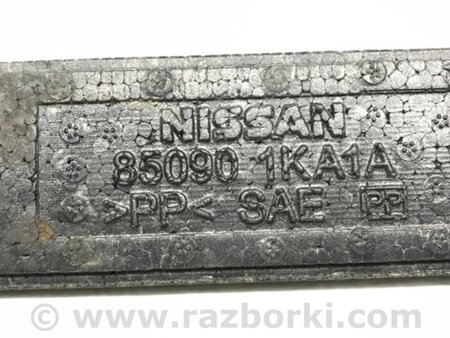 NISSAN
85090 1KA1A
>PP< SAE PP
© www.razborki.com